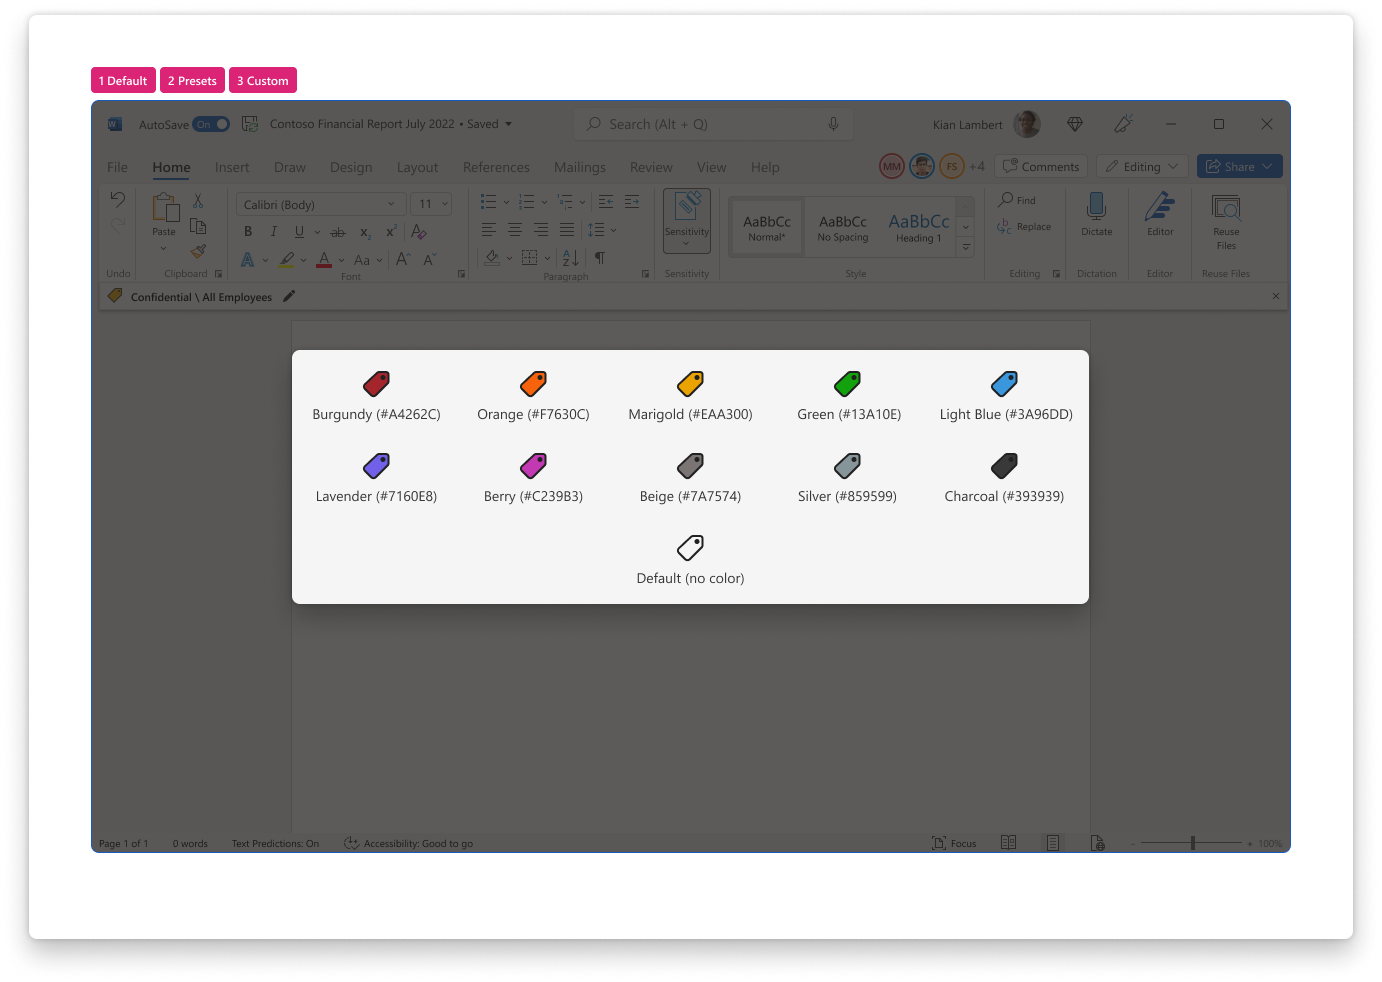 1 Default 2 Presets 3 Custom
W AutoSave On Contoso Financial Report July 2022 • Saved Search (Alt + Q) Kian Lambert
File Home Insert Draw Design Layout References Mailings Review View Help MM FS +4 Comments Editing Share
Calibri (Body) 11
Paste
Sensitivity
AaBbCc AaBbCc AaBbCc
Normal* No Spacing Heading 1
Find
Replace
Dictate Editor Reuse
Files
B I U ab x₂ x² A
A A Aa A A
Undo Clipboard Font Paragraph Sensitivity Style Editing Dictation Editor Reuse Files
Confidential \ All Employees
Burgundy (#A4262C) Orange (#F7630C) Marigold (#EAA300) Green (#13A10E) Light Blue (#3A96DD)
Lavender (#7160E8) Berry (#C239B3) Beige (#7A7574) Silver (#859599) Charcoal (#393939)
Default (no color)
Page 1 of 1 0 words Text Predictions: On Accessibility: Good to go Focus - + 100%